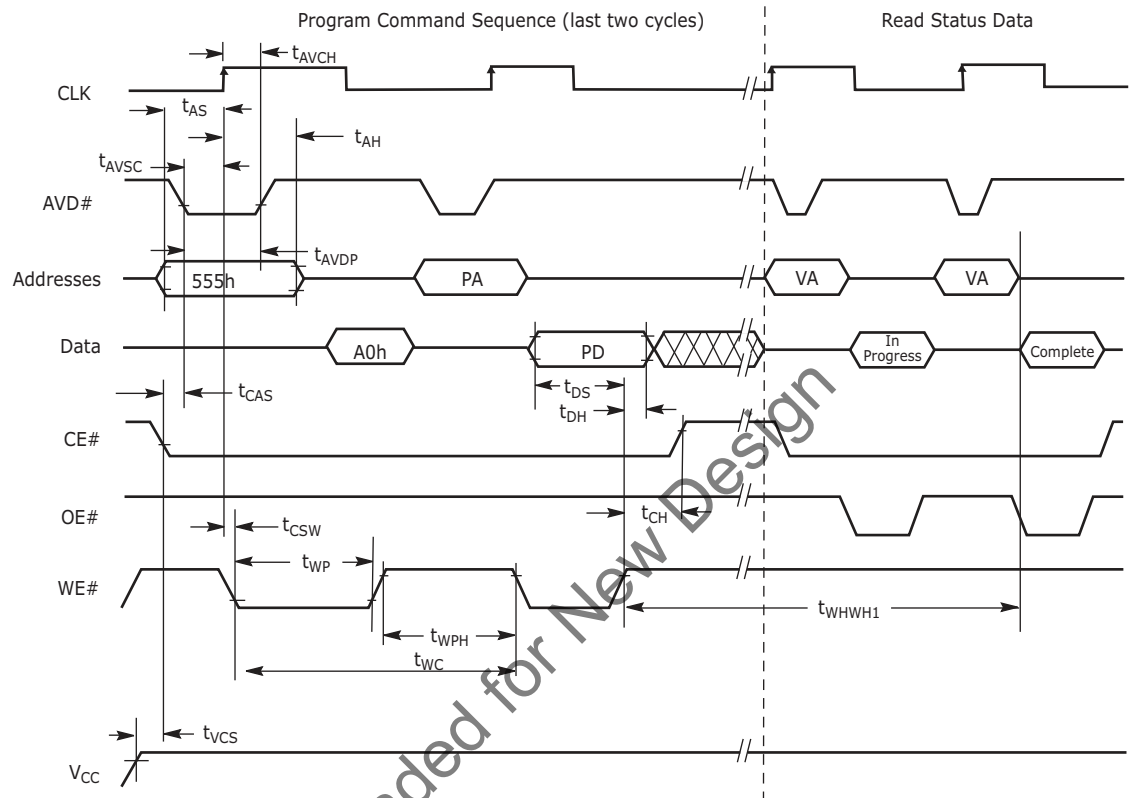 Program Command Sequence (last two cycles)
Read Status Data
tAVCH
CLK
tAS
tAH
tAVSC
AVD#
tAVDP
Addresses
555h
PA
VA
VA
Data
A0h
PD
In
Progress
Complete
tCAS
tDS
tDH
CE#
OE#
tCSW
tCH
tWP
WE#
tWHWH1
tWPH
tWC
tVCS
VCC
ded for New Design